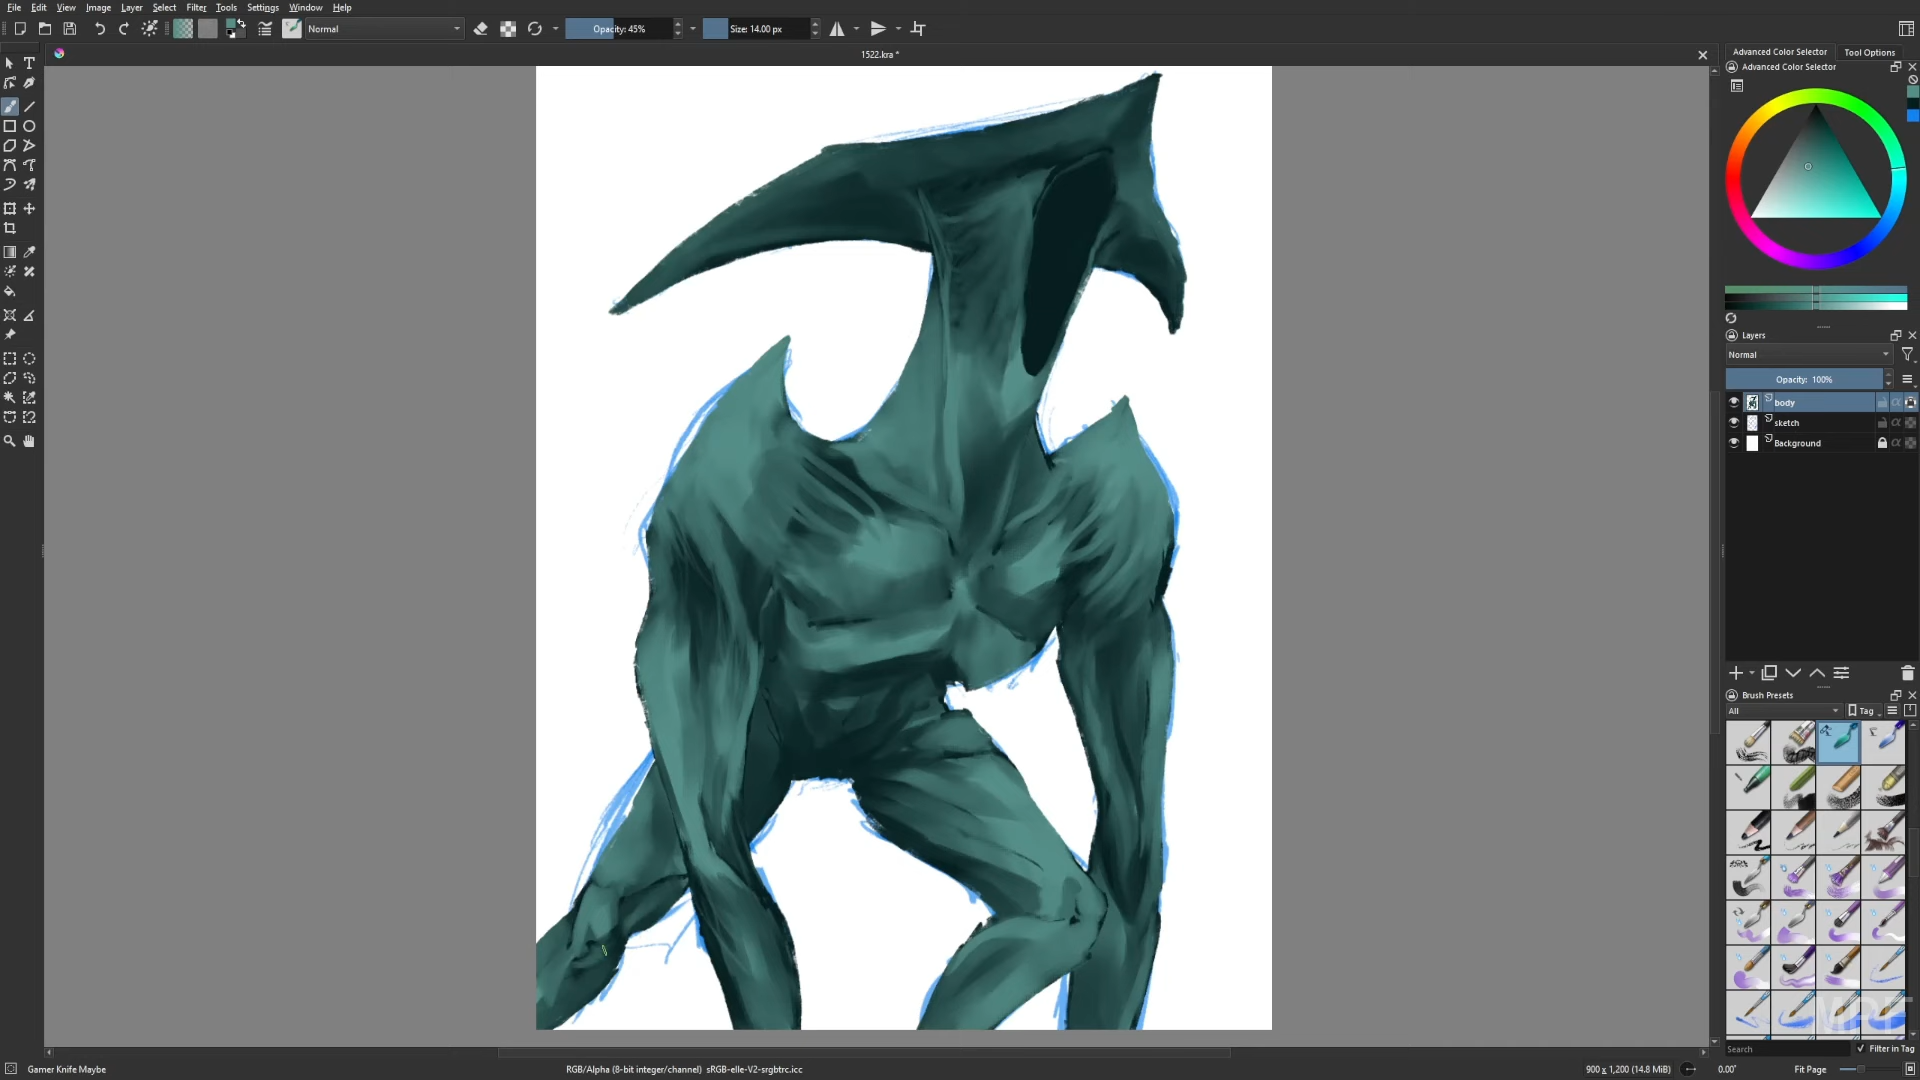 File Edit View Image Layer Select Filter Tools Settings Window Help
Normal
Opacity: 45%
Size: 14.00 px
1522.kra *
Advanced Color Selector Tool Options
Advanced Color Selector
Layers
Normal
Opacity: 100%
body
sketch
Background
Brush Presets
All
Tag
Search
Filter in Tag
Gamer Knife Maybe
RGB/Alpha (8-bit integer/channel) sRGB-elle-V2-srgbtrc.icc
900 x 1,200 (14.8 MiB)
0.00°
Fit Page